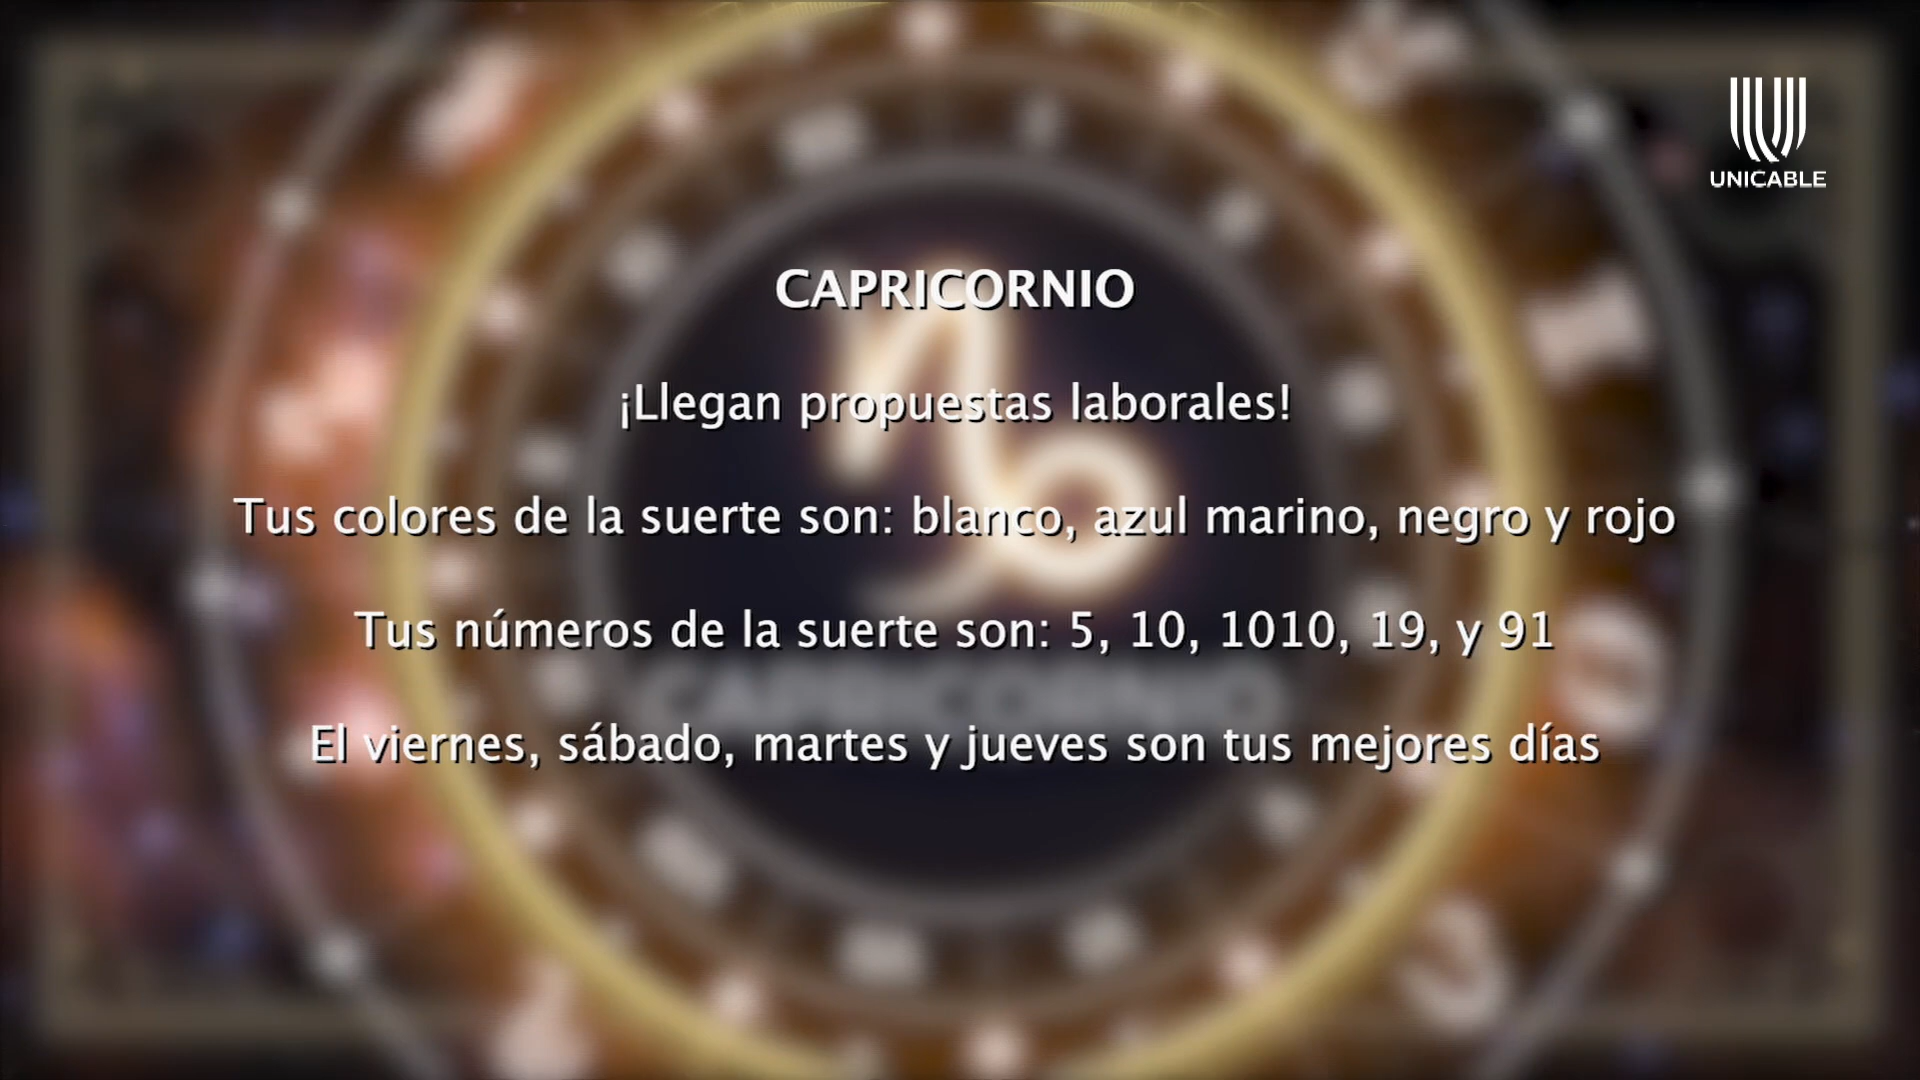 UNICABLE
CAPRICORNIO
¡Llegan propuestas laborales!
Tus colores de la suerte son: blanco, azul marino, negro y rojo
Tus números de la suerte son: 5, 10, 1010, 19, y 91
CAPRICORNIO
El viernes, sábado, martes y jueves son tus mejores días